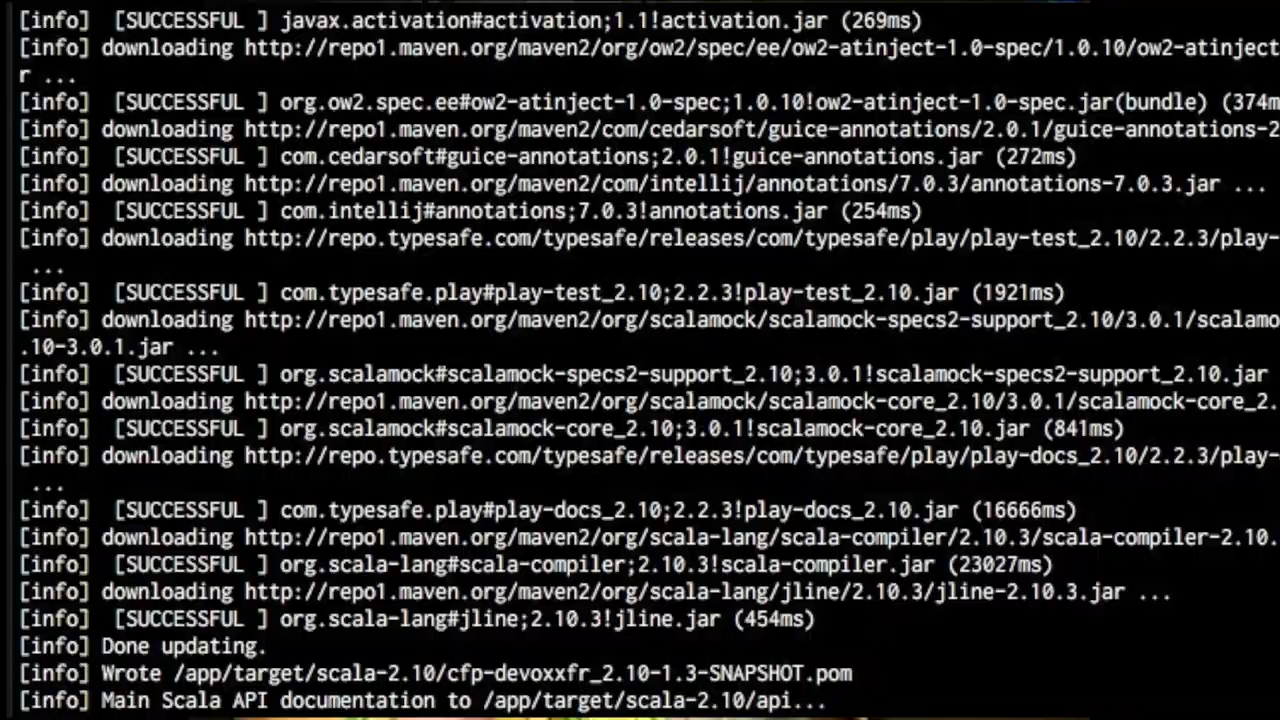 [info]  [SUCCESSFUL ] javax.activation#activation;1.1!activation.jar (269ms)
[info] downloading http://repo1.maven.org/maven2/org/ow2/spec/ee/ow2-atinject-1.0-spec/1.0.10/ow2-atinject
r ...
[info]  [SUCCESSFUL ] org.ow2.spec.ee#ow2-atinject-1.0-spec;1.0.10!ow2-atinject-1.0-spec.jar(bundle) (374m
[info] downloading http://repo1.maven.org/maven2/com/cedarsoft/guice-annotations/2.0.1/guice-annotations-2
[info]  [SUCCESSFUL ] com.cedarsoft#guice-annotations;2.0.1!guice-annotations.jar (272ms)
[info] downloading http://repo1.maven.org/maven2/com/intellij/annotations/7.0.3/annotations-7.0.3.jar ...
[info]  [SUCCESSFUL ] com.intellij#annotations;7.0.3!annotations.jar (254ms)
[info] downloading http://repo.typesafe.com/typesafe/releases/com/typesafe/play/play-test_2.10/2.2.3/play-
...
[info]  [SUCCESSFUL ] com.typesafe.play#play-test_2.10;2.2.3!play-test_2.10.jar (1921ms)
[info] downloading http://repo1.maven.org/maven2/org/scalamock/scalamock-specs2-support_2.10/3.0.1/scalamo
.10-3.0.1.jar ...
[info]  [SUCCESSFUL ] org.scalamock#scalamock-specs2-support_2.10;3.0.1!scalamock-specs2-support_2.10.jar
[info] downloading http://repo1.maven.org/maven2/org/scalamock/scalamock-core_2.10/3.0.1/scalamock-core_2.
[info]  [SUCCESSFUL ] org.scalamock#scalamock-core_2.10;3.0.1!scalamock-core_2.10.jar (841ms)
[info] downloading http://repo.typesafe.com/typesafe/releases/com/typesafe/play/play-docs_2.10/2.2.3/play-
...
[info]  [SUCCESSFUL ] com.typesafe.play#play-docs_2.10;2.2.3!play-docs_2.10.jar (16666ms)
[info] downloading http://repo1.maven.org/maven2/org/scala-lang/scala-compiler/2.10.3/scala-compiler-2.10.
[info]  [SUCCESSFUL ] org.scala-lang#scala-compiler;2.10.3!scala-compiler.jar (23027ms)
[info] downloading http://repo1.maven.org/maven2/org/scala-lang/jline/2.10.3/jline-2.10.3.jar ...
[info]  [SUCCESSFUL ] org.scala-lang#jline;2.10.3!jline.jar (454ms)
[info] Done updating.
[info] Wrote /app/target/scala-2.10/cfp-devoxxfr_2.10-1.3-SNAPSHOT.pom
[info] Main Scala API documentation to /app/target/scala-2.10/api...